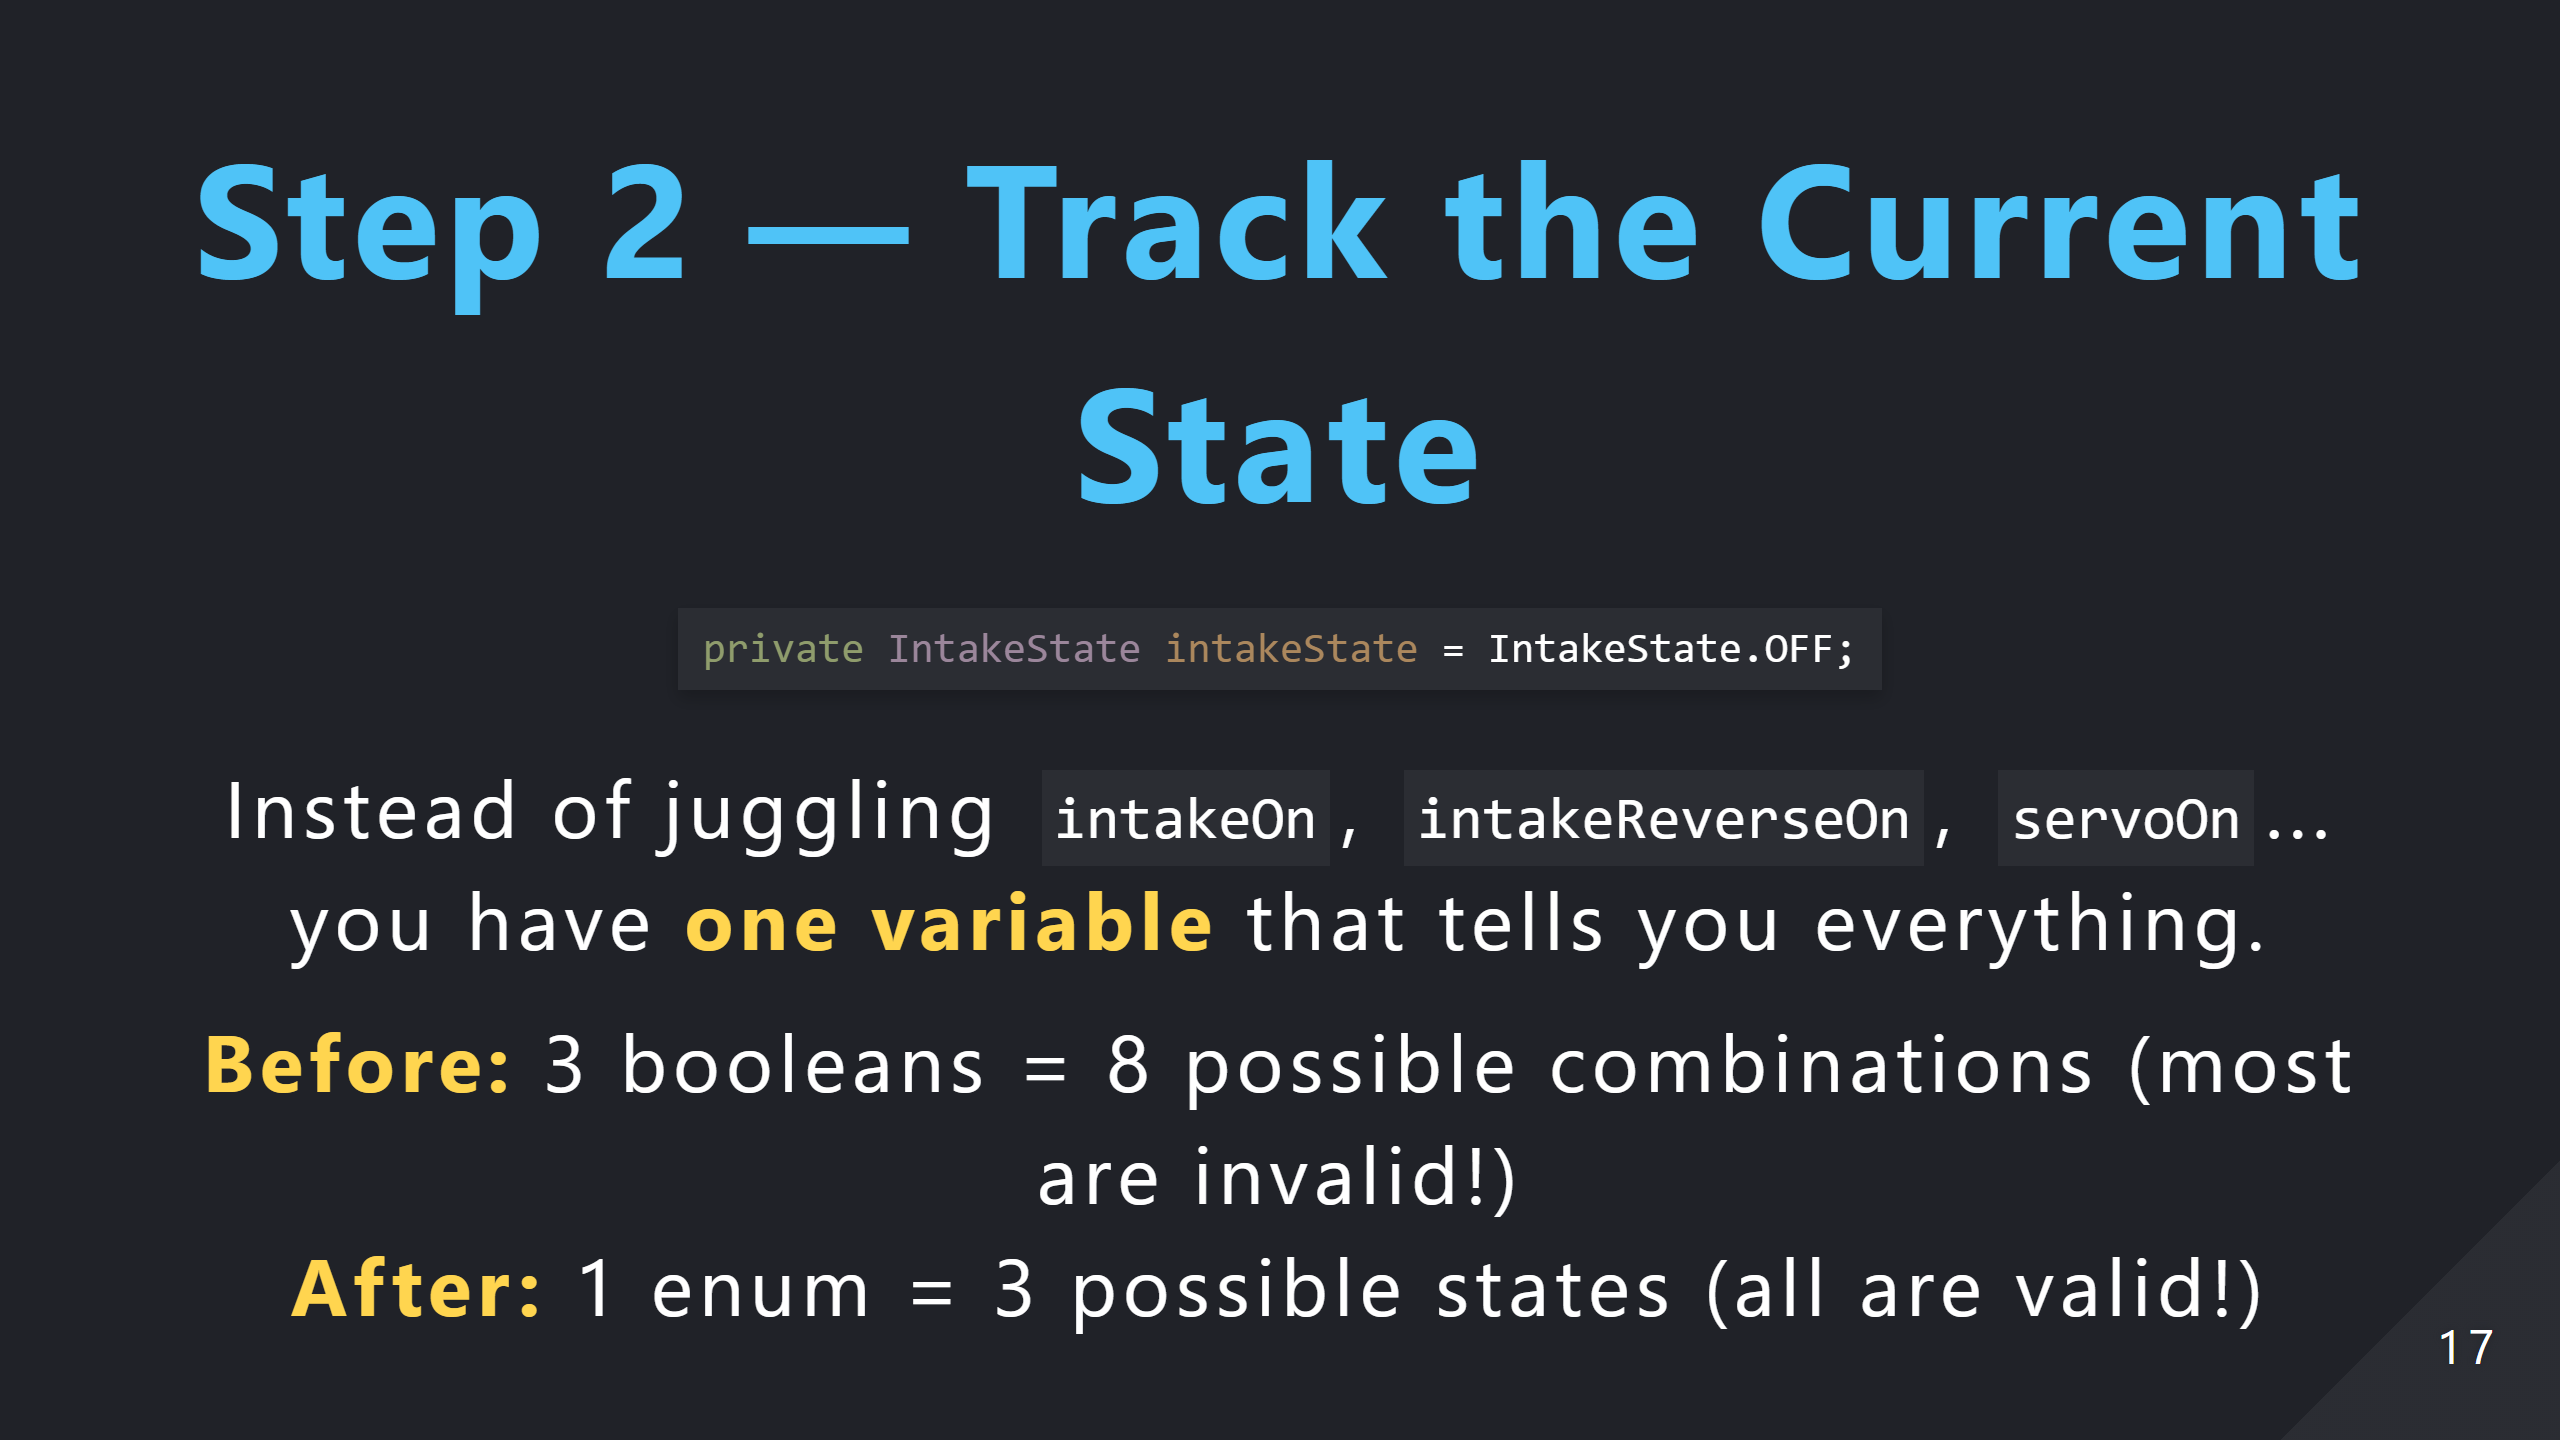 Step 2 — Track the Current
State
private IntakeState intakeState = IntakeState.OFF;
Instead of juggling intakeOn, intakeReverseOn, servoOn…
you have one variable that tells you everything.
Before: 3 booleans = 8 possible combinations (most
are invalid!)
After: 1 enum = 3 possible states (all are valid!)
17